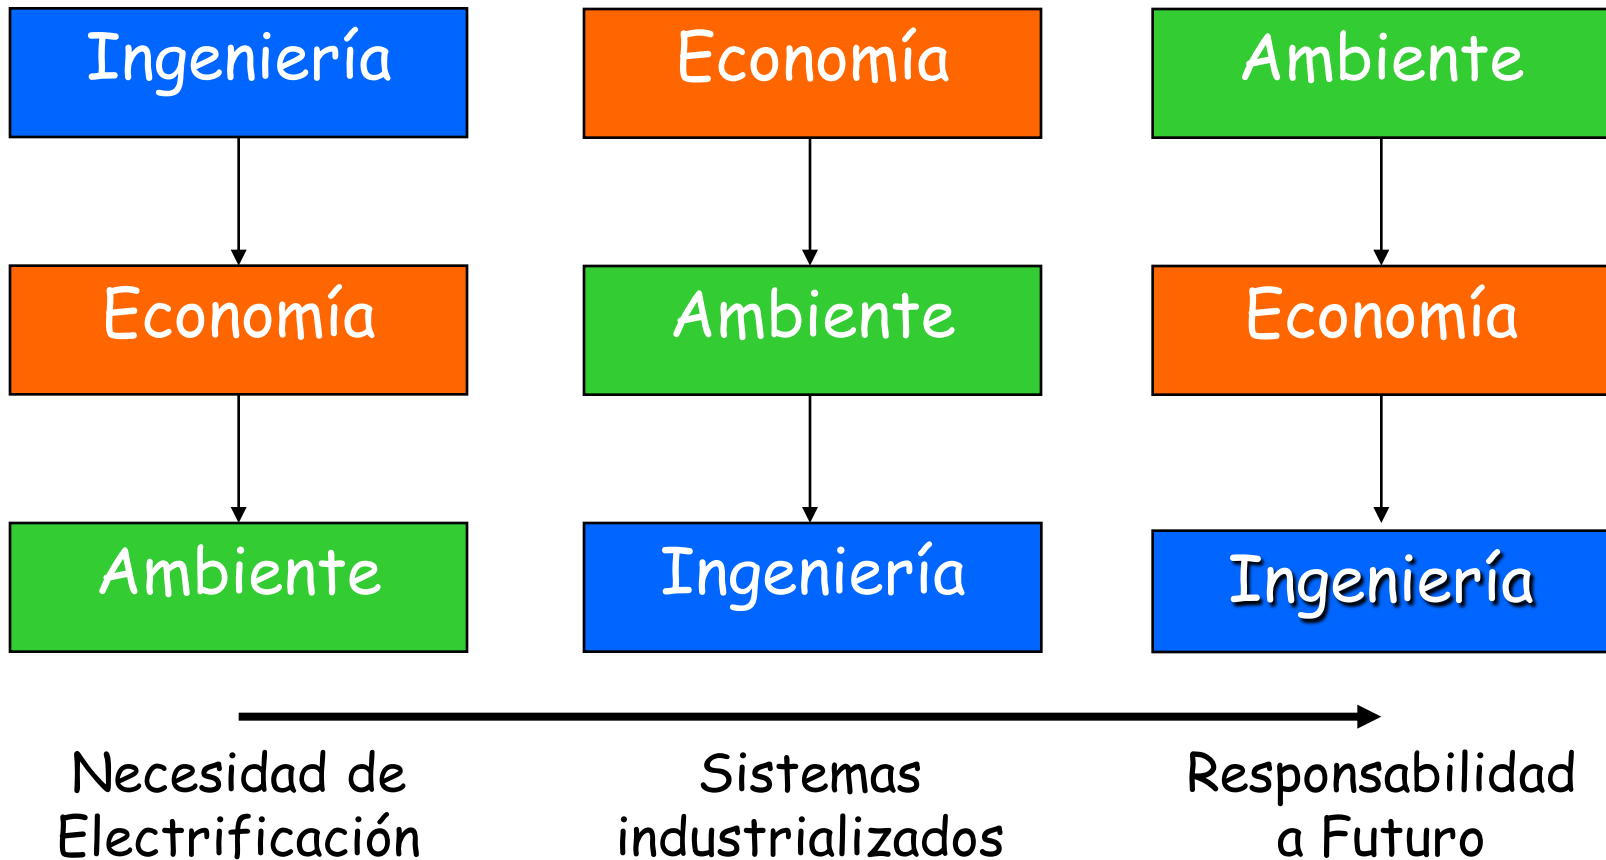 Ingeniería
Economía
Ambiente
Economía
Ambiente
Economía
Ambiente
Ingeniería
Ingeniería
Necesidad de
Electrificación
Sistemas
industrializados
Responsabilidad
a Futuro